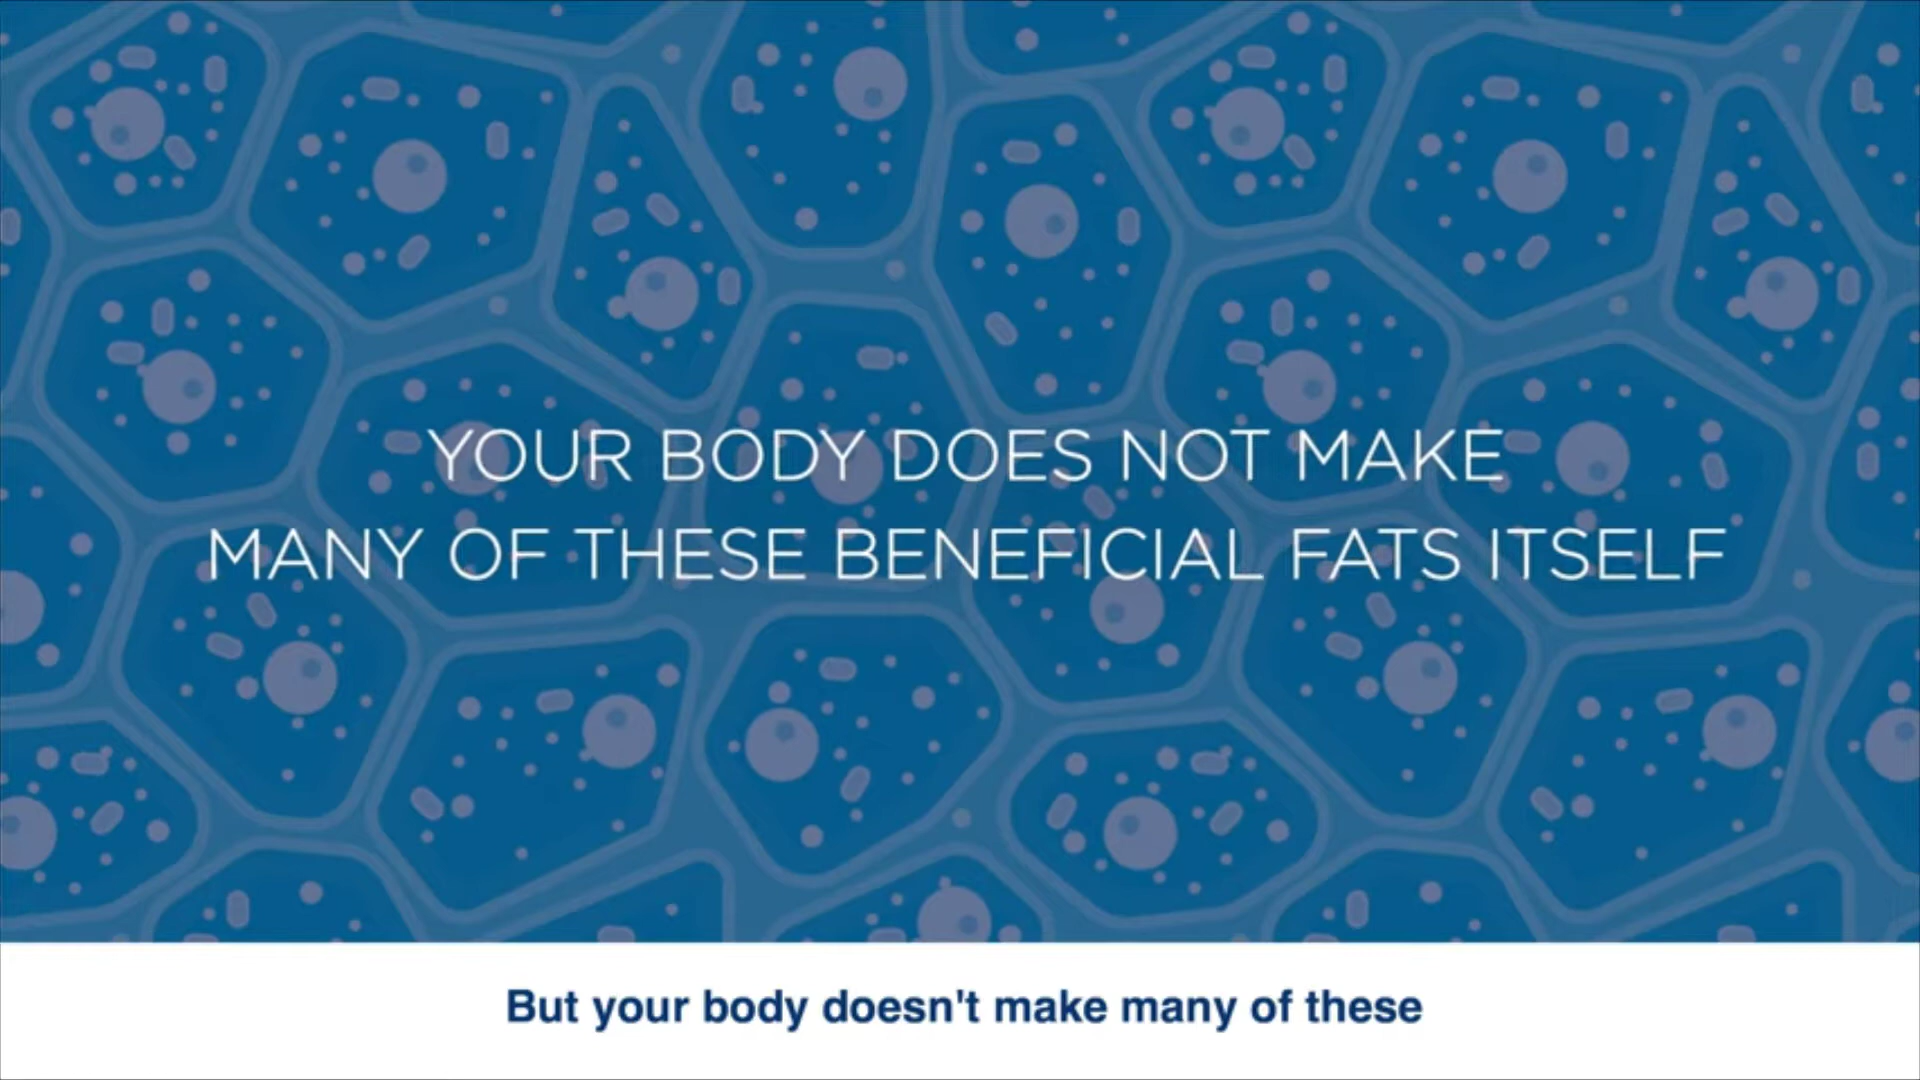 YOUR BODY DOES NOT MAKE
MANY OF THESE BENEFICIAL FATS ITSELF
But your body doesn't make many of these